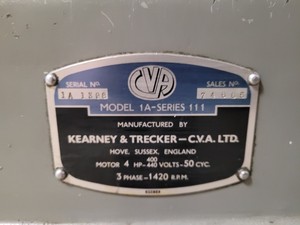 CVA
SERIAL Nº SALES Nº
1A 1206
MODEL 1A-SERIES 111
MANUFACTURED BY
KEARNEY & TRECKER-C.V.A. LTD.
HOVE, SUSSEX, ENGLAND
400
MOTOR 4 HP-440 VOLTS-50 CYC.
3 PHASE-1420 R.P.M.